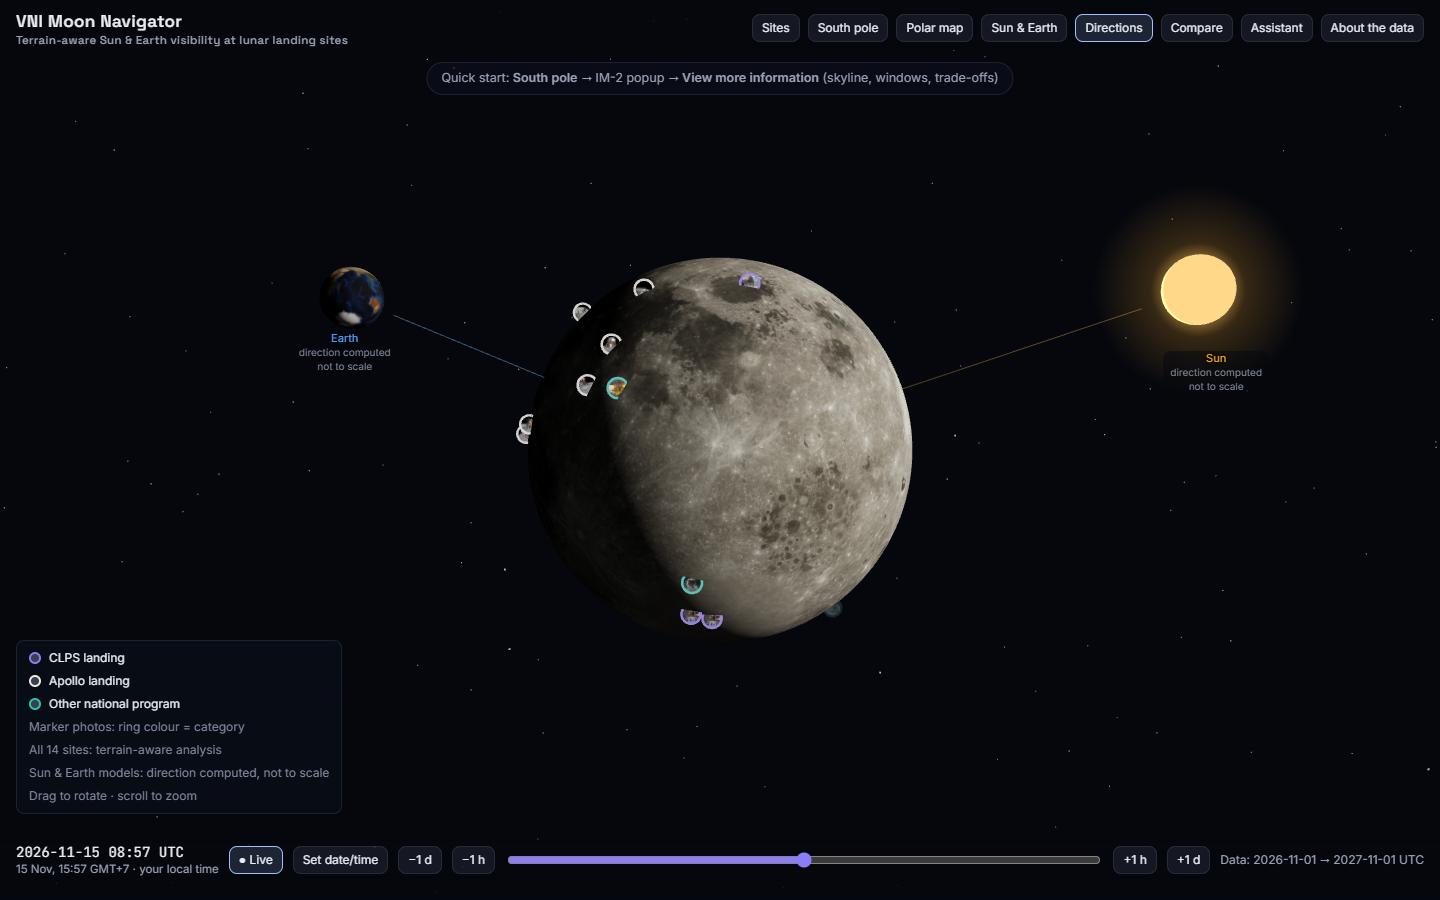 VNI Moon Navigator
Terrain-aware Sun & Earth visibility at lunar landing sites
Sites
South pole
Polar map
Sun & Earth
Directions
Compare
Assistant
About the data
Quick start: South pole → IM-2 popup → View more information (skyline, windows, trade-offs)
Earth
direction computed
not to scale
Sun
direction computed
not to scale
CLPS landing
Apollo landing
Other national program
Marker photos: ring colour = category
All 14 sites: terrain-aware analysis
Sun & Earth models: direction computed, not to scale
Drag to rotate · scroll to zoom
2026-11-15 08:57 UTC
15 Nov, 15:57 GMT+7 · your local time
● Live
Set date/time
−1 d
−1 h
+1 h
+1 d
Data: 2026-11-01 → 2027-11-01 UTC